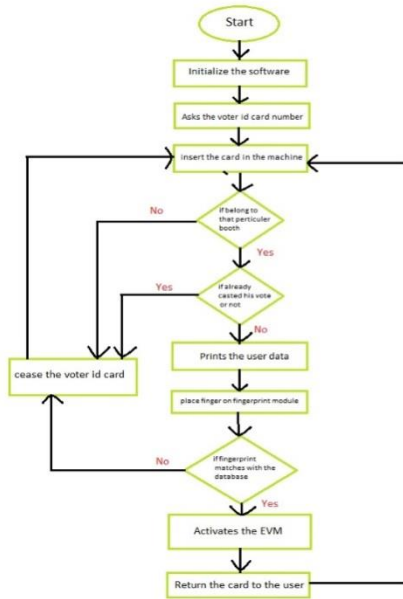 Start
Initialize the software
Asks the voter id card number
insert the card in the machine
if belong to
that perticuler
booth
No
Yes
if already
casted his vote
or not
Yes
No
Prints the user data
cease the voter id card
place finger on fingerprint module
if fingerprint
matches with the
database
No
Yes
Activates the EVM
Return the card to the user